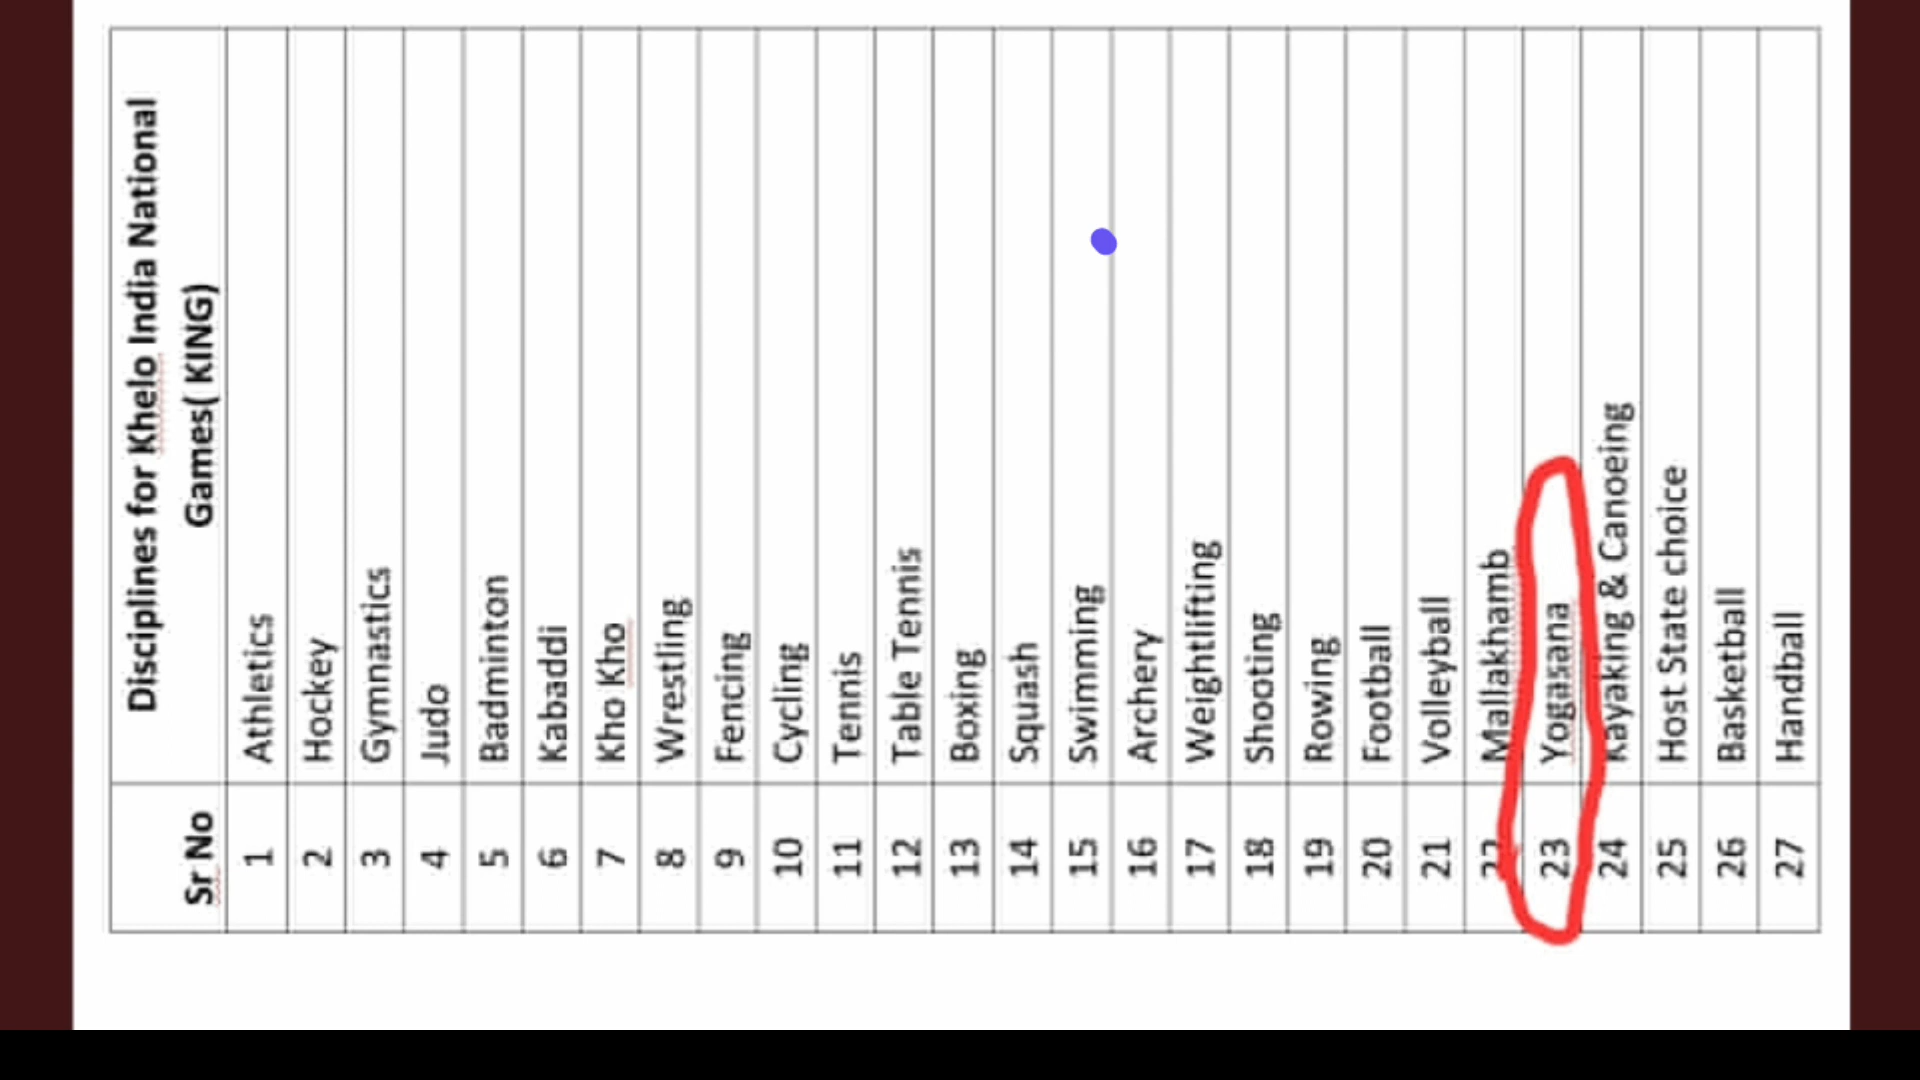 Sr No Disciplines for Khelo India National
Games( KING)
1 Athletics
2 Hockey
3 Gymnastics
4 Judo
5 Badminton
6 Kabaddi
7 Kho Kho
8 Wrestling
9 Fencing
10 Cycling
11 Tennis
12 Table Tennis
13 Boxing
14 Squash
15 Swimming
16 Archery
17 Weightlifting
18 Shooting
19 Rowing
20 Football
21 Volleyball
22 Mallakhamb
23 Yogasana
24 Kayaking & Canoeing
25 Host State choice
26 Basketball
27 Handball